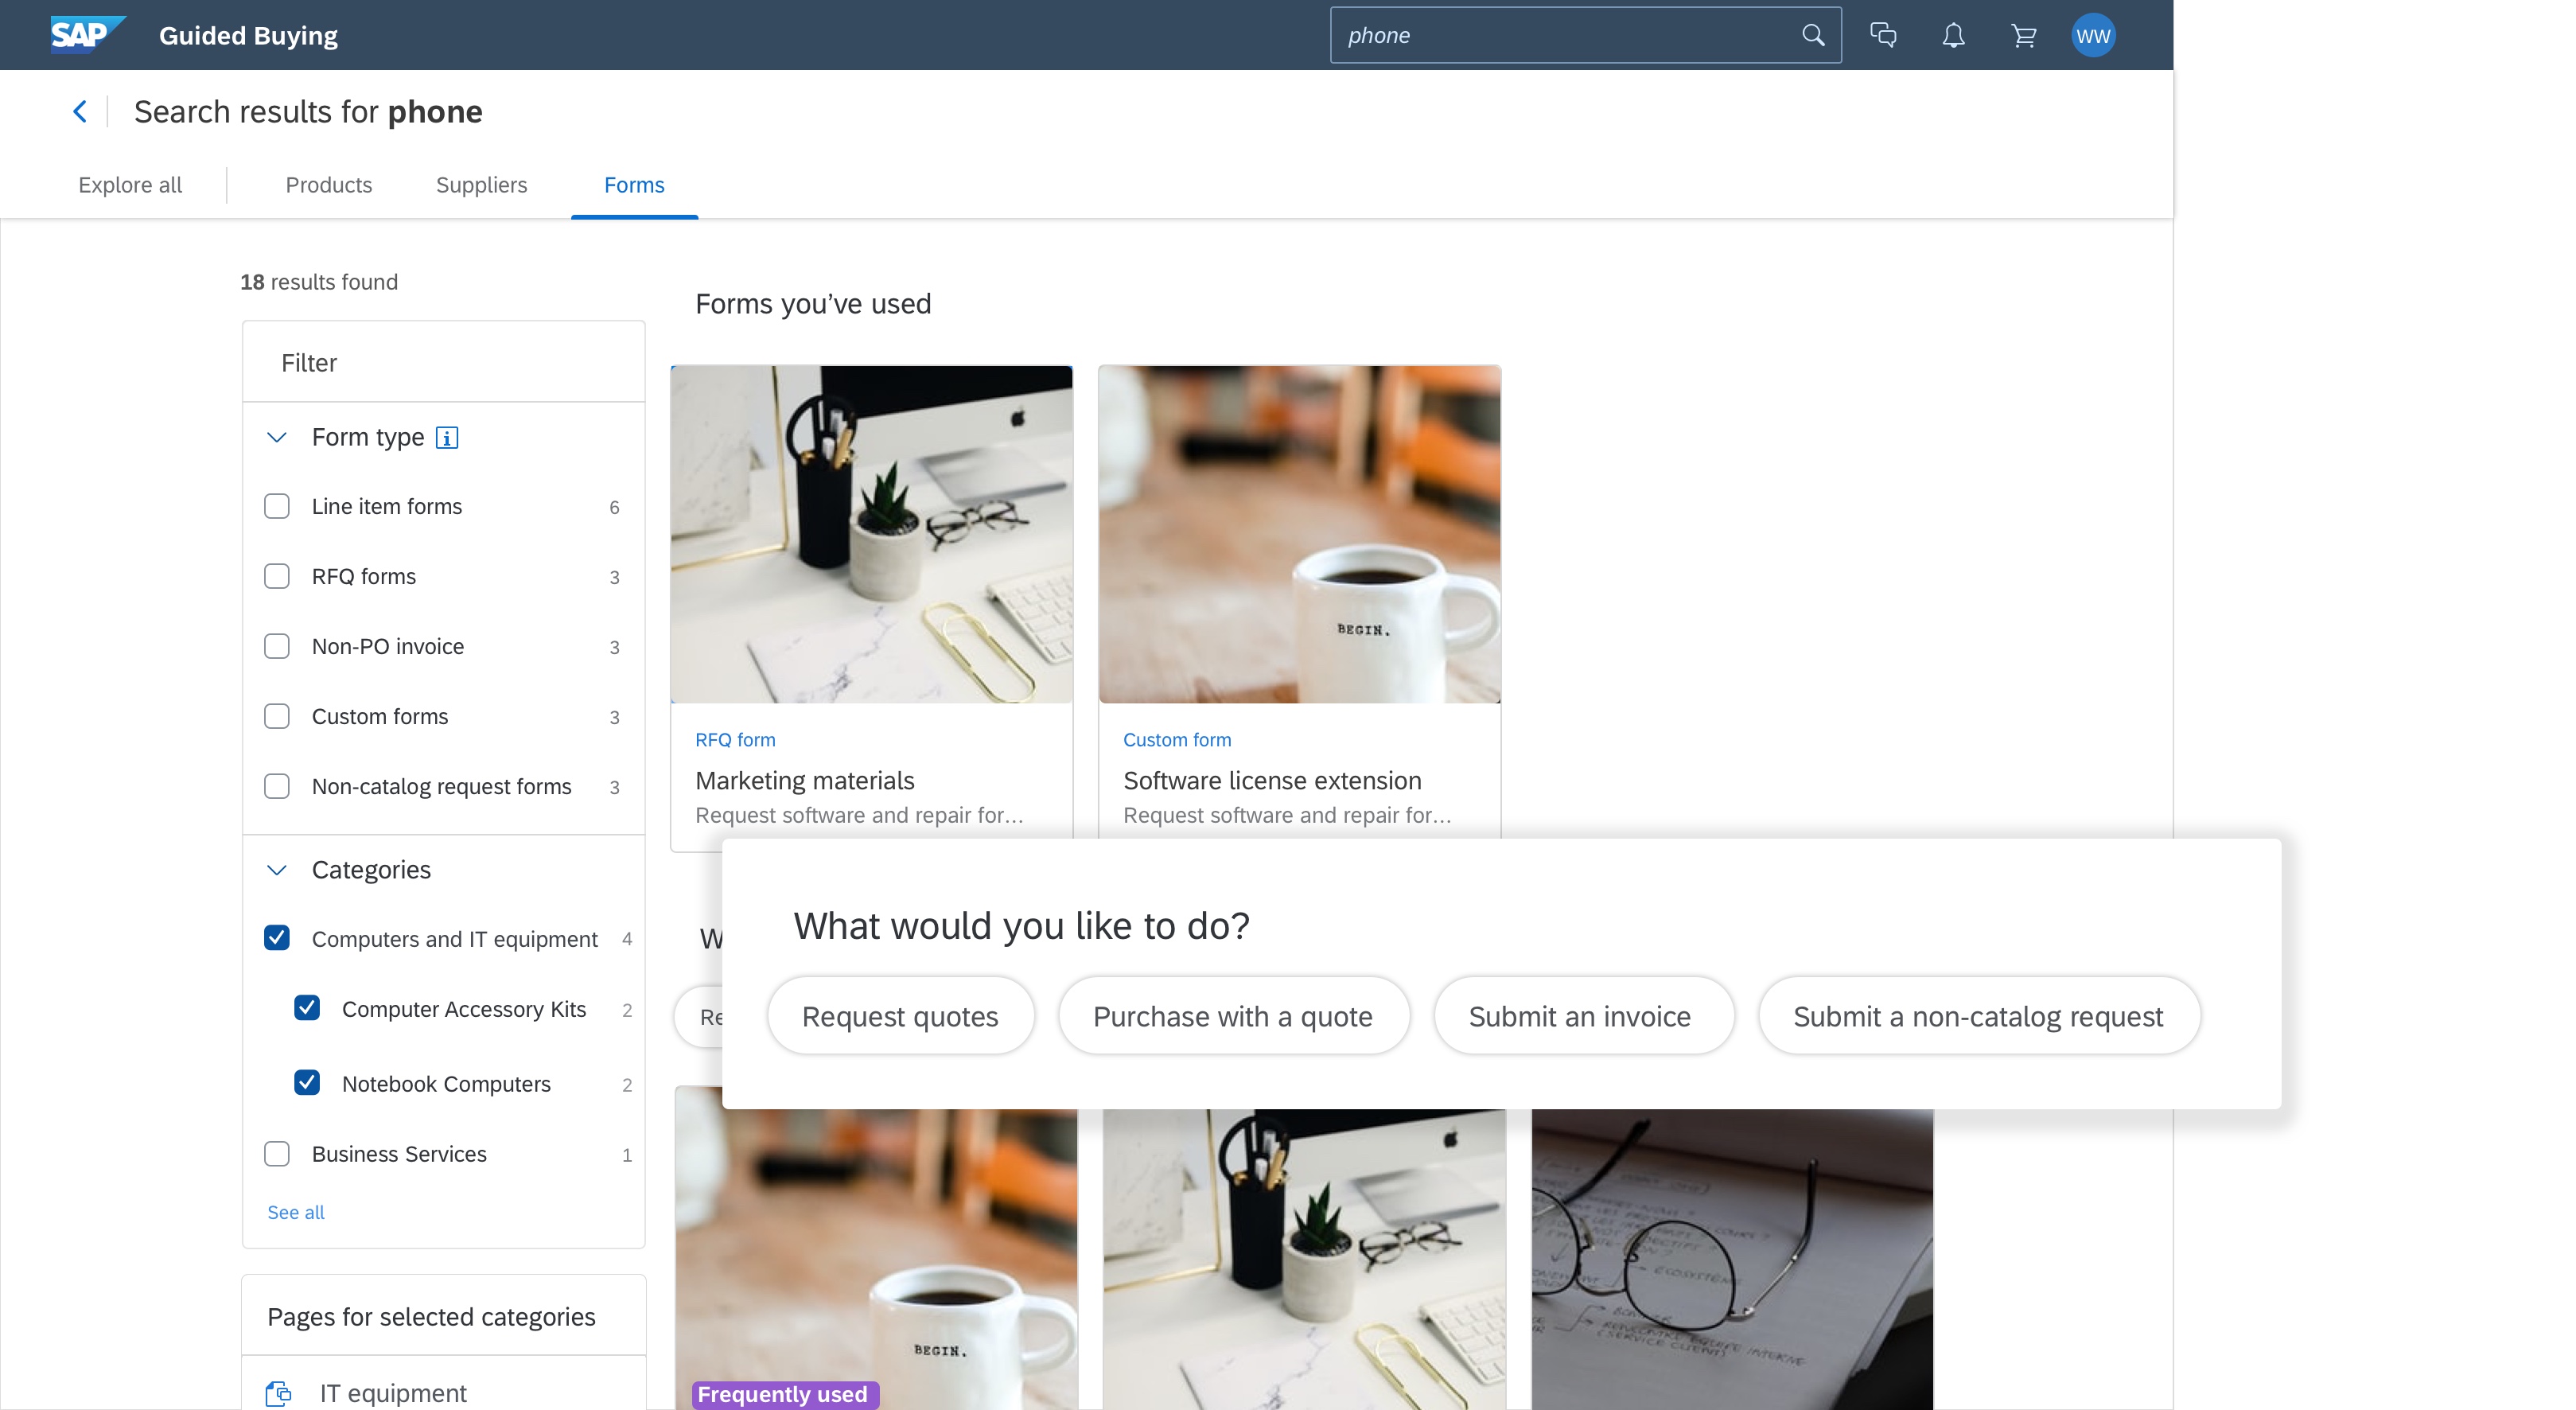 SAP
Guided Buying
phone
WW
Search results for phone
Explore all
Products
Suppliers
Forms
18 results found
Filter
Form type
Line item forms 6
RFQ forms 3
Non-PO invoice 3
Custom forms 3
Non-catalog request forms 3
Categories
Computers and IT equipment 4
Computer Accessory Kits 2
Notebook Computers 2
Business Services 1
See all
Pages for selected categories
IT equipment
Forms you’ve used
BEGIN.
RFQ form
Marketing materials
Request software and repair for...
Custom form
Software license extension
Request software and repair for...
W
Re
What would you like to do?
Request quotes
Purchase with a quote
Submit an invoice
Submit a non-catalog request
BEGIN.
Frequently used
ECOSYSTÈME
(SERVICE CLIENT)